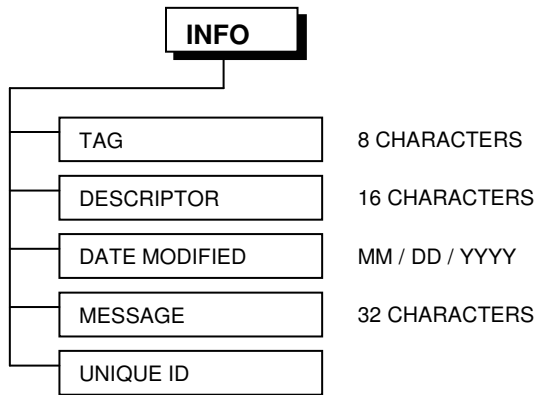 INFO
TAG 8 CHARACTERS
DESCRIPTOR 16 CHARACTERS
DATE MODIFIED MM / DD / YYYY
MESSAGE 32 CHARACTERS
UNIQUE ID